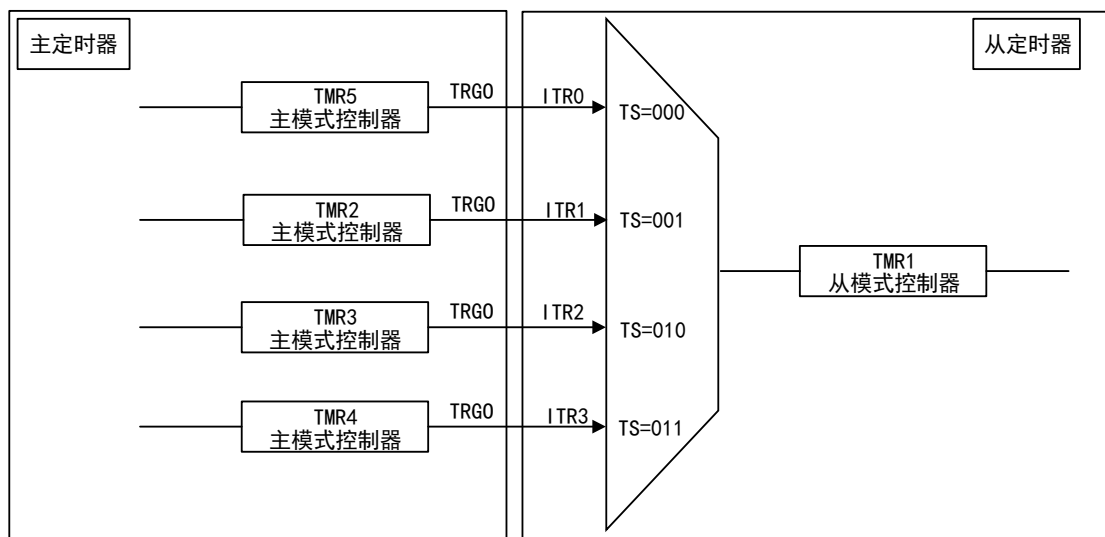 主定时器
从定时器
TMR5
主模式控制器
TRGO
ITR0
TS=000
TMR2
主模式控制器
TRGO
ITR1
TS=001
TMR1
从模式控制器
TMR3
主模式控制器
TRGO
ITR2
TS=010
TMR4
主模式控制器
TRGO
ITR3
TS=011